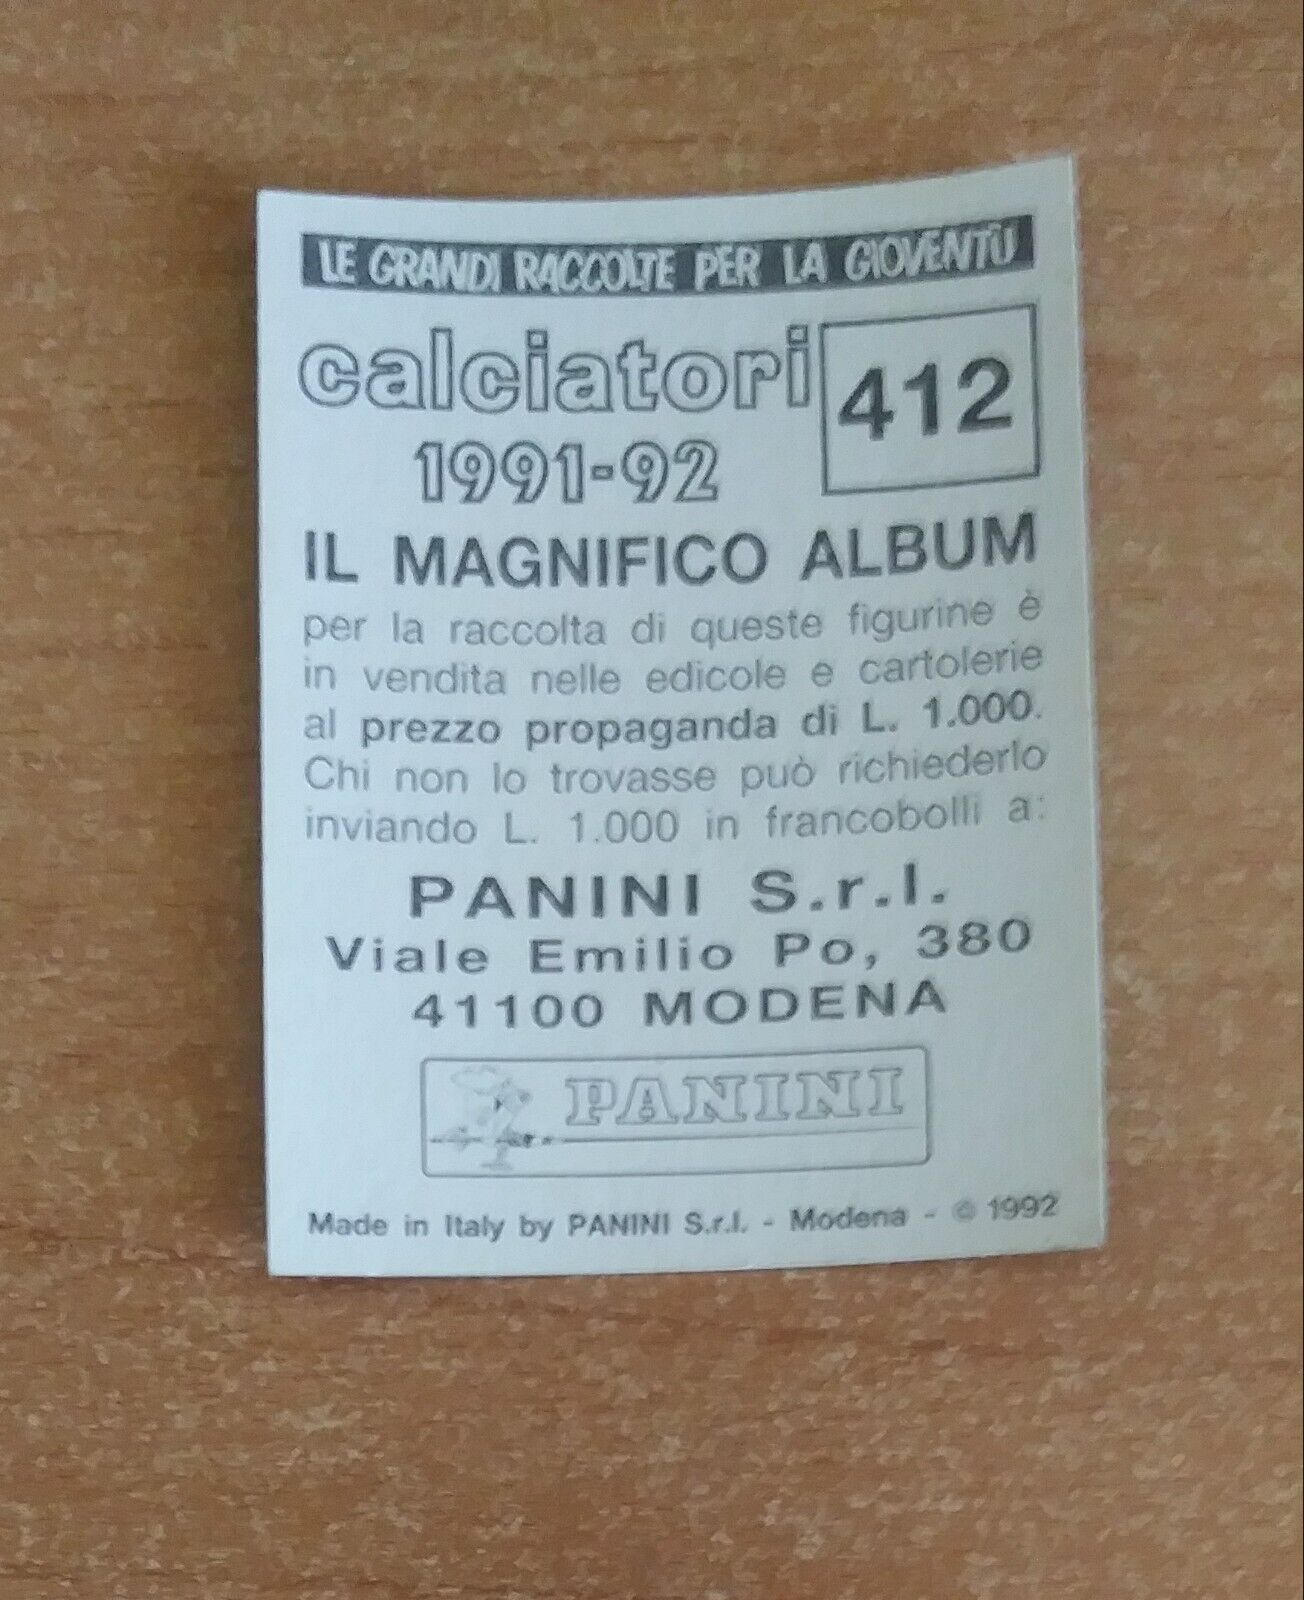 LE GRANDI RACCOLTE PER LA GIOVENTÙ
calciatori 412
1991-92
IL MAGNIFICO ALBUM
per la raccolta di queste figurine è
in vendita nelle edicole e cartolerie
al prezzo propaganda di L. 1.000.
Chi non lo trovasse può richiederlo
inviando L. 1.000 in francobolli a:
PANINI S.r.l.
Viale Emilio Po, 380
41100 MODENA
PANINI
Made in Italy by PANINI S.r.l. - Modena - © 1992